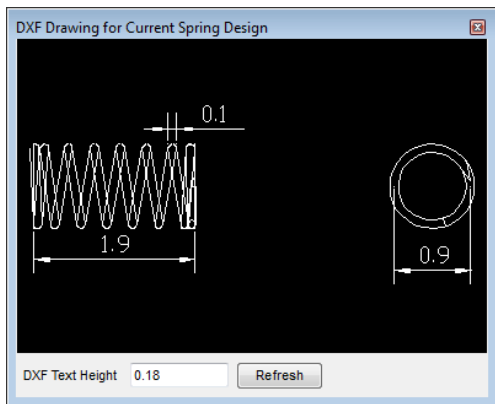 DXF Drawing for Current Spring Design
0.1
1.9
0.9
DXF Text Height 0.18 Refresh